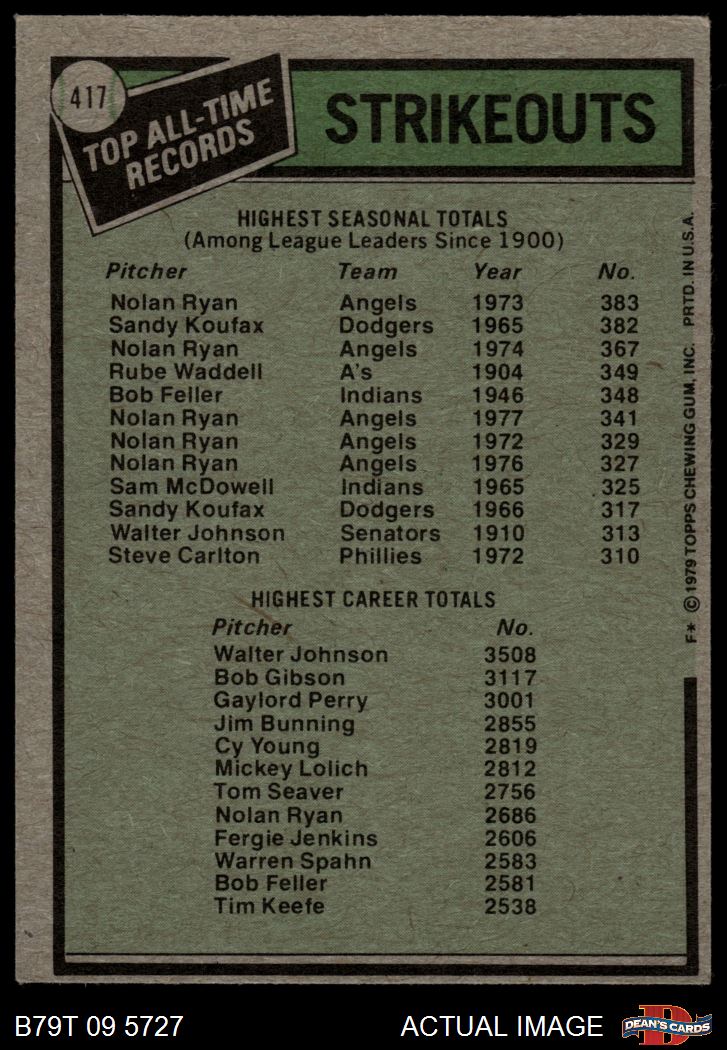 417
TOP ALL-TIME
RECORDS
STRIKEOUTS
HIGHEST SEASONAL TOTALS
(Among League Leaders Since 1900)
Pitcher Team Year No.
Nolan Ryan Angels 1973 383
Sandy Koufax Dodgers 1965 382
Nolan Ryan Angels 1974 367
Rube Waddell A's 1904 349
Bob Feller Indians 1946 348
Nolan Ryan Angels 1977 341
Nolan Ryan Angels 1972 329
Nolan Ryan Angels 1976 327
Sam McDowell Indians 1965 325
Sandy Koufax Dodgers 1966 317
Walter Johnson Senators 1910 313
Steve Carlton Phillies 1972 310
HIGHEST CAREER TOTALS
Pitcher No.
Walter Johnson 3508
Bob Gibson 3117
Gaylord Perry 3001
Jim Bunning 2855
Cy Young 2819
Mickey Lolich 2812
Tom Seaver 2756
Nolan Ryan 2686
Fergie Jenkins 2606
Warren Spahn 2583
Bob Feller 2581
Tim Keefe 2538
F* © 1979 TOPPS CHEWING GUM, INC. PRTD. IN U.S.A.
B79T 09 5727
ACTUAL IMAGE
D
DEAN'S CARDS